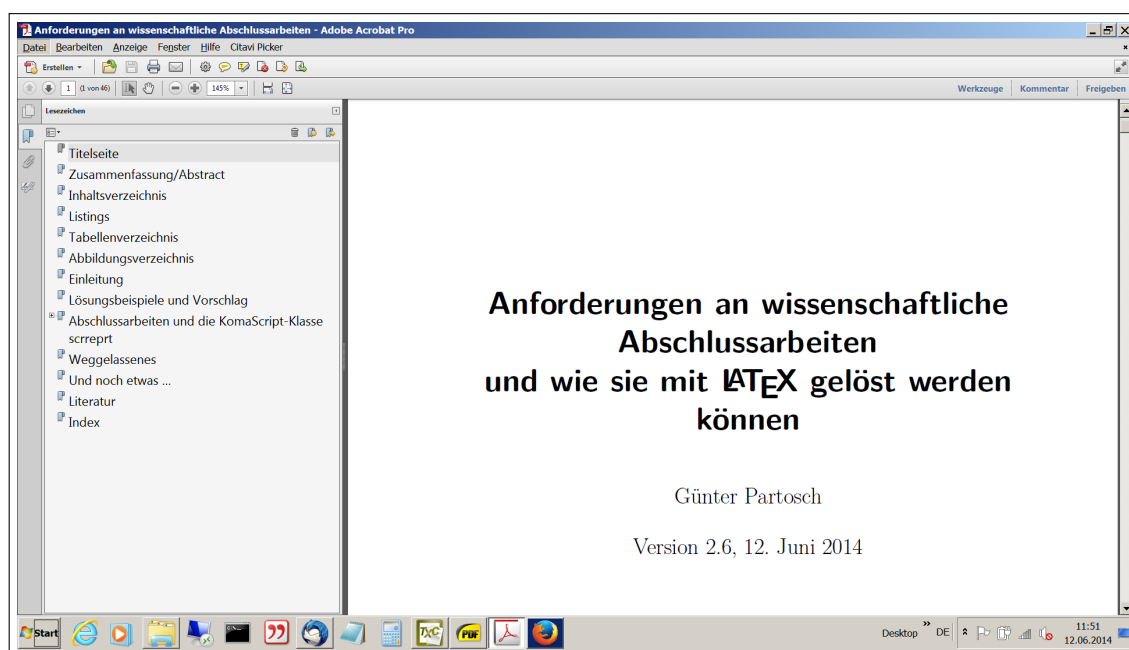 Anforderungen an wissenschaftliche Abschlussarbeiten - Adobe Acrobat Pro
Datei Bearbeiten Anzeige Fenster Hilfe Citavi Picker
Erstellen
1 (1 von 46) 145% Werkzeuge Kommentar Freigeben
Lesezeichen
Titelseite
Zusammenfassung/Abstract
Inhaltsverzeichnis
Listings
Tabellenverzeichnis
Abbildungsverzeichnis
Einleitung
Lösungsbeispiele und Vorschlag
Abschlussarbeiten und die KomaScript-Klasse
scrreprt
Weggelassenes
Und noch etwas ...
Literatur
Index
Anforderungen an wissenschaftliche
Abschlussarbeiten
und wie sie mit LATEX gelöst werden
können
Günter Partosch
Version 2.6, 12. Juni 2014
Start TXC PDF Desktop » DE 11:51
12.06.2014